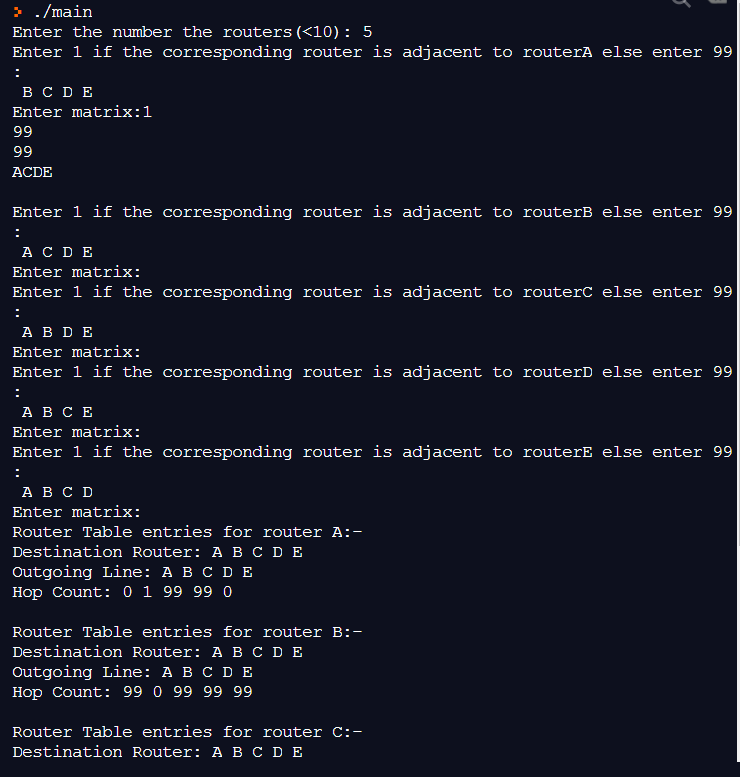 > ./main
Enter the number the routers(<10): 5
Enter 1 if the corresponding router is adjacent to routerA else enter 99
:
B C D E
Enter matrix:1
99
99
ACDE
Enter 1 if the corresponding router is adjacent to routerB else enter 99
:
A C D E
Enter matrix:
Enter 1 if the corresponding router is adjacent to routerC else enter 99
:
A B D E
Enter matrix:
Enter 1 if the corresponding router is adjacent to routerD else enter 99
:
A B C E
Enter matrix:
Enter 1 if the corresponding router is adjacent to routerE else enter 99
:
A B C D
Enter matrix:
Router Table entries for router A:-
Destination Router: A B C D E
Outgoing Line: A B C D E
Hop Count: 0 1 99 99 0
Router Table entries for router B:-
Destination Router: A B C D E
Outgoing Line: A B C D E
Hop Count: 99 0 99 99 99
Router Table entries for router C:-
Destination Router: A B C D E